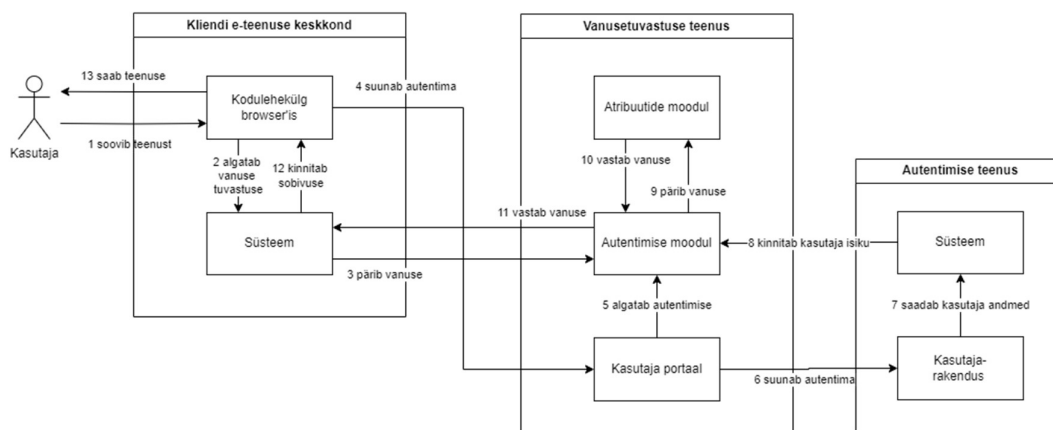 Kliendi e-teenuse keskkond
Vanusetuvastuse teenus
13 saab teenuse
Kodulehekülg
browser'is
4 suunab autentima
Atribuutide moodul
Kasutaja
1 soovib teenust
2 algatab
vanuse
tuvastuse
12 kinnitab
sobivuse
10 vastab vanuse
9 pärib vanuse
Autentimise teenus
11 vastab vanuse
Süsteem
Autentimise moodul
8 kinnitab kasutaja isiku
Süsteem
3 pärib vanuse
5 algatab autentimise
7 saadab kasutaja andmed
Kasutaja portaal
6 suunab autentima
Kasutaja-
rakendus